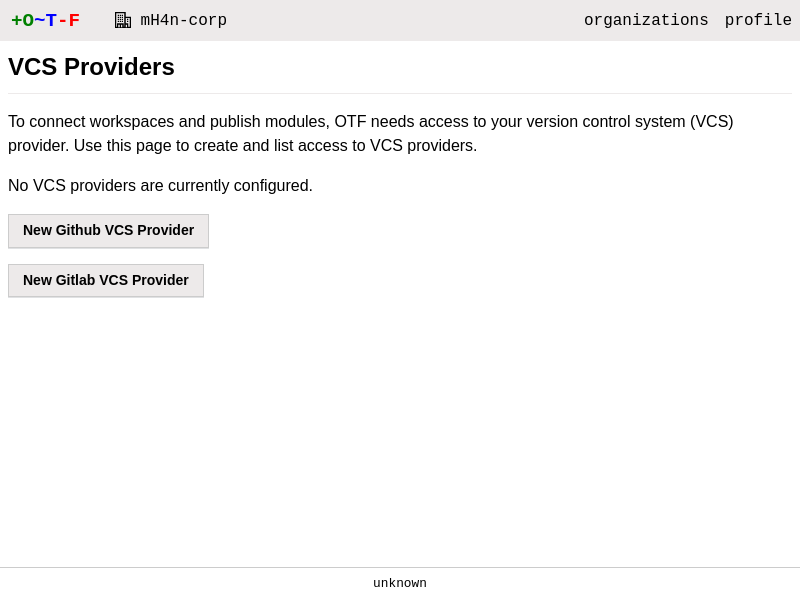 +O~T-F mH4n-corp organizations profile
VCS Providers
To connect workspaces and publish modules, OTF needs access to your version control system (VCS)
provider. Use this page to create and list access to VCS providers.
No VCS providers are currently configured.
New Github VCS Provider
New Gitlab VCS Provider
unknown